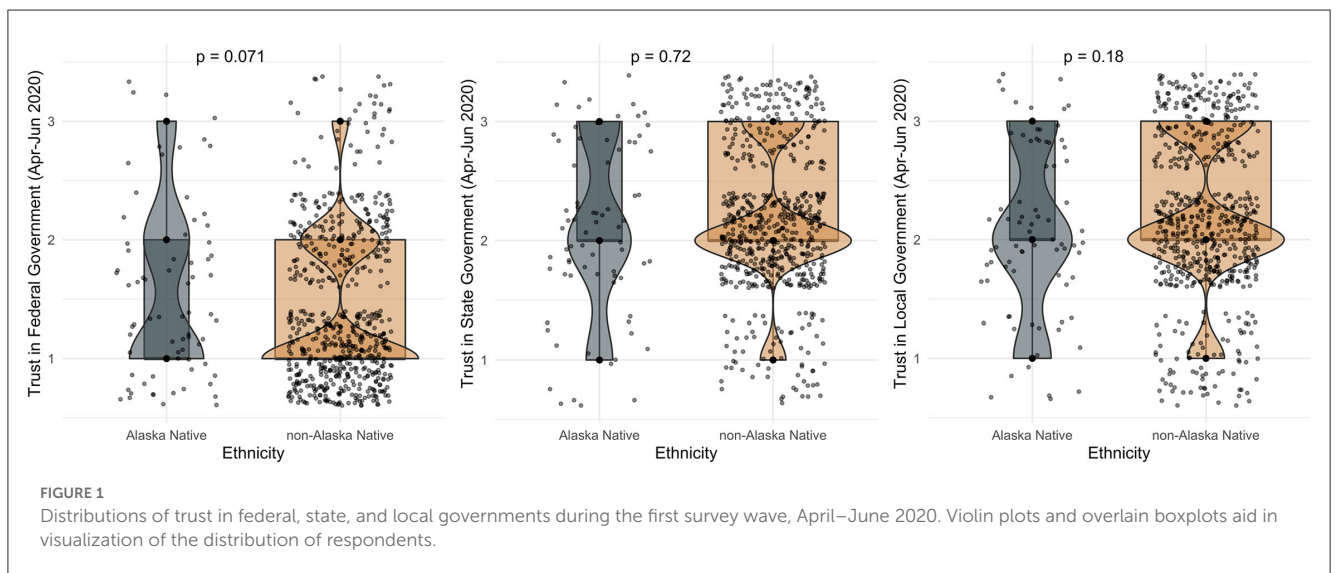 p = 0.071
Trust in Federal Government (Apr-Jun 2020)
3
2
1
Alaska Native
non-Alaska Native
Ethnicity
p = 0.72
Trust in State Government (Apr-Jun 2020)
3
2
1
Alaska Native
non-Alaska Native
Ethnicity
p = 0.18
Trust in Local Government (Apr-Jun 2020)
3
2
1
Alaska Native
non-Alaska Native
Ethnicity
FIGURE 1
Distributions of trust in federal, state, and local governments during the first survey wave, April–June 2020. Violin plots and overlain boxplots aid in
visualization of the distribution of respondents.